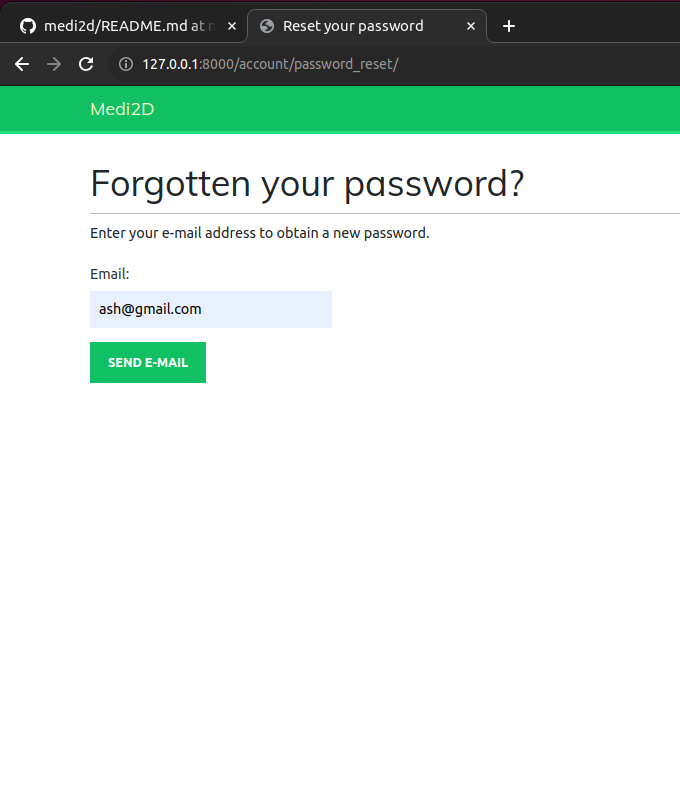 medi2d/README.md at
Reset your password
127.0.0.1:8000/account/password_reset/
Medi2D
Forgotten your password?
Enter your e-mail address to obtain a new password.
Email:
ash@gmail.com
SEND E-MAIL